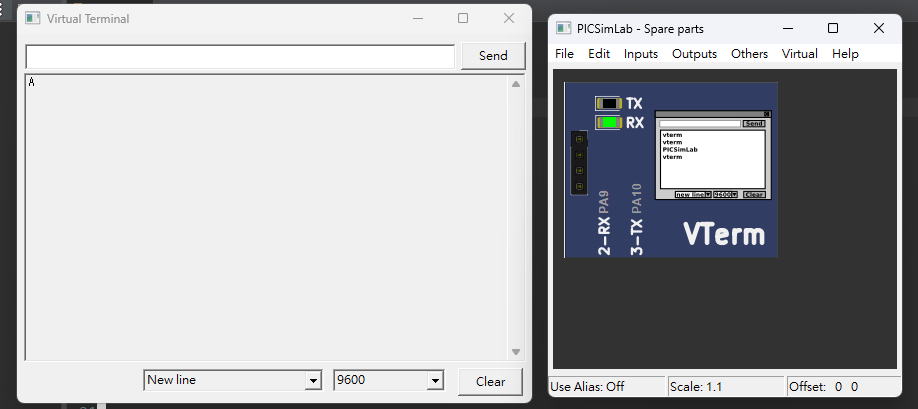 Virtual Terminal
Send
A
New line
9600
Clear
PICSimLab - Spare parts
File Edit Inputs Outputs Others Virtual Help
TX
RX
Send
vterm
vterm
PICSimLab
vterm
new line 9600 Clear
2-RX PA9
3-TX PA10
VTerm
Use Alias: Off
Scale: 1.1
Offset: 0 0